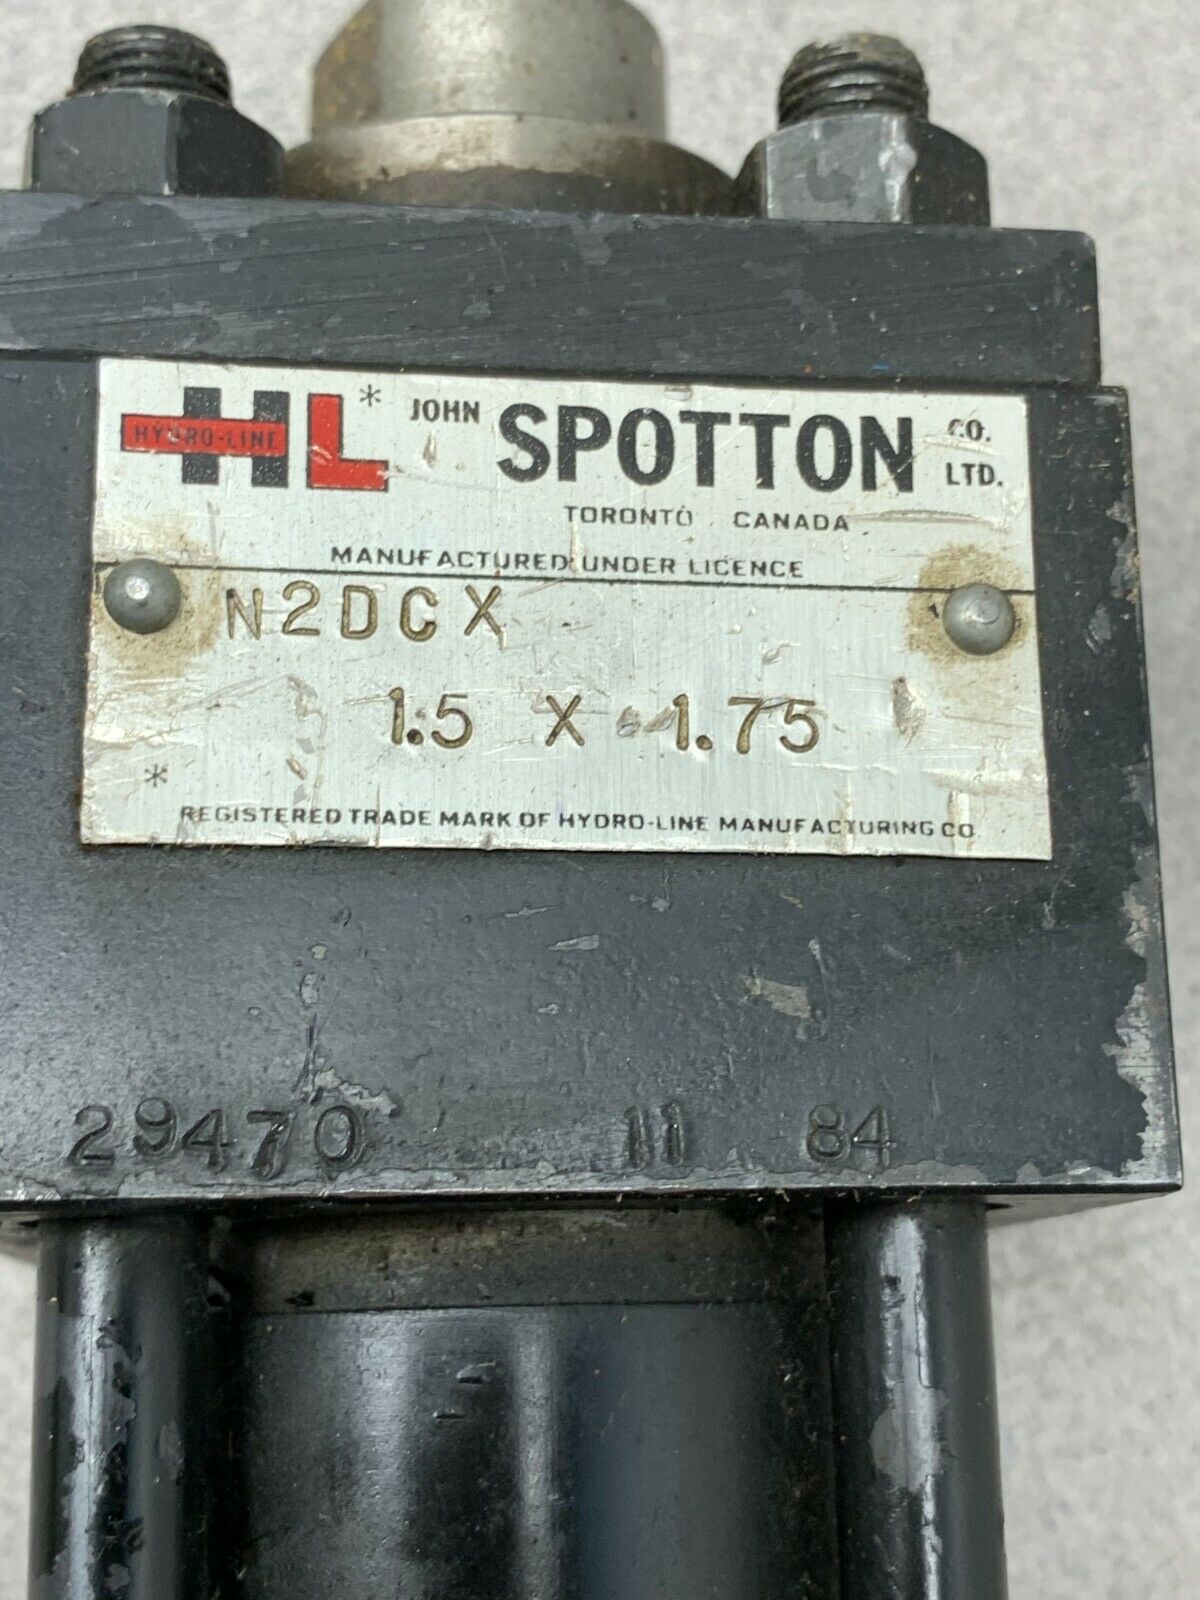 HL*
HYDRO-LINE
JOHN SPOTTON CO. LTD.
TORONTO CANADA
MANUFACTURED UNDER LICENCE
N2DCX
1.5 X 1.75
*
REGISTERED TRADE MARK OF HYDRO-LINE MANUFACTURING CO
29470 11 84